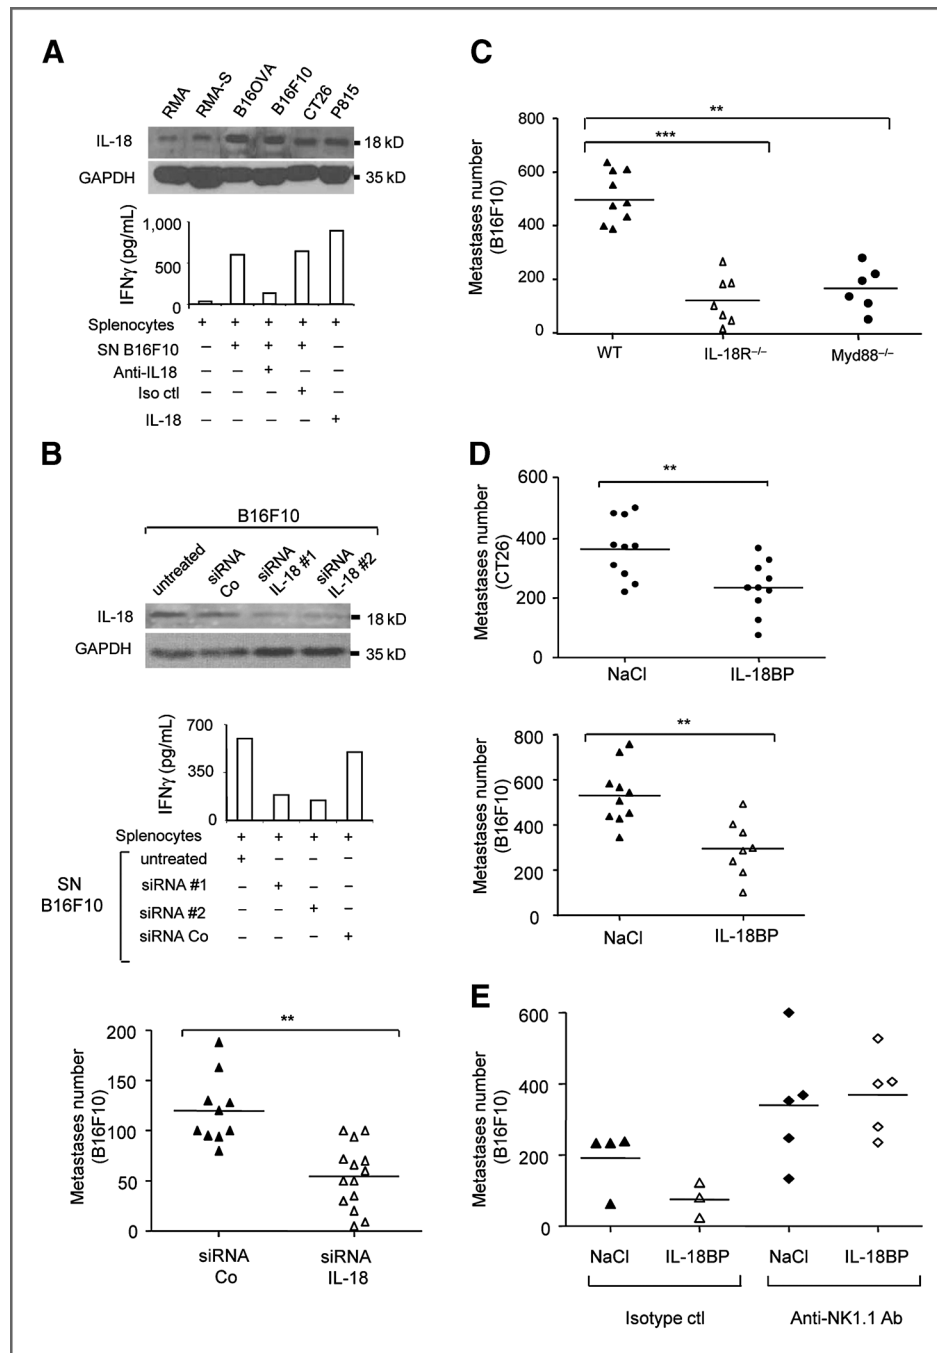 A
RMA
RMA-S
B16OVA
B16F10
CT26
P815
IL-18
18 kD
GAPDH
35 kD
IFNγ (pg/mL)
1,000
500
0
Splenocytes + + + + +
SN B16F10 – + + + –
Anti-IL18 – – + – –
Iso ctl – – – + –
IL-18 – – – – +
B
B16F10
untreated
siRNA
Co
siRNA
IL-18 #1
siRNA
IL-18 #2
IL-18
18 kD
GAPDH
35 kD
IFNγ (pg/mL)
700
350
0
Splenocytes + + + +
SN
B16F10
untreated + – – –
siRNA #1 – + – –
siRNA #2 – – + –
siRNA Co – – – +
Metastases number
(B16F10)
200
150
100
50
0
**
siRNA
Co
siRNA
IL-18
C
Metastases number
(B16F10)
800
600
400
200
0
**
***
WT
IL-18R–/–
Myd88–/–
D
Metastases number
(CT26)
600
400
200
0
**
NaCl
IL-18BP
Metastases number
(B16F10)
800
600
400
200
0
**
NaCl
IL-18BP
E
Metastases number
(B16F10)
600
400
200
0
NaCl
IL-18BP
NaCl
IL-18BP
Isotype ctl
Anti-NK1.1 Ab